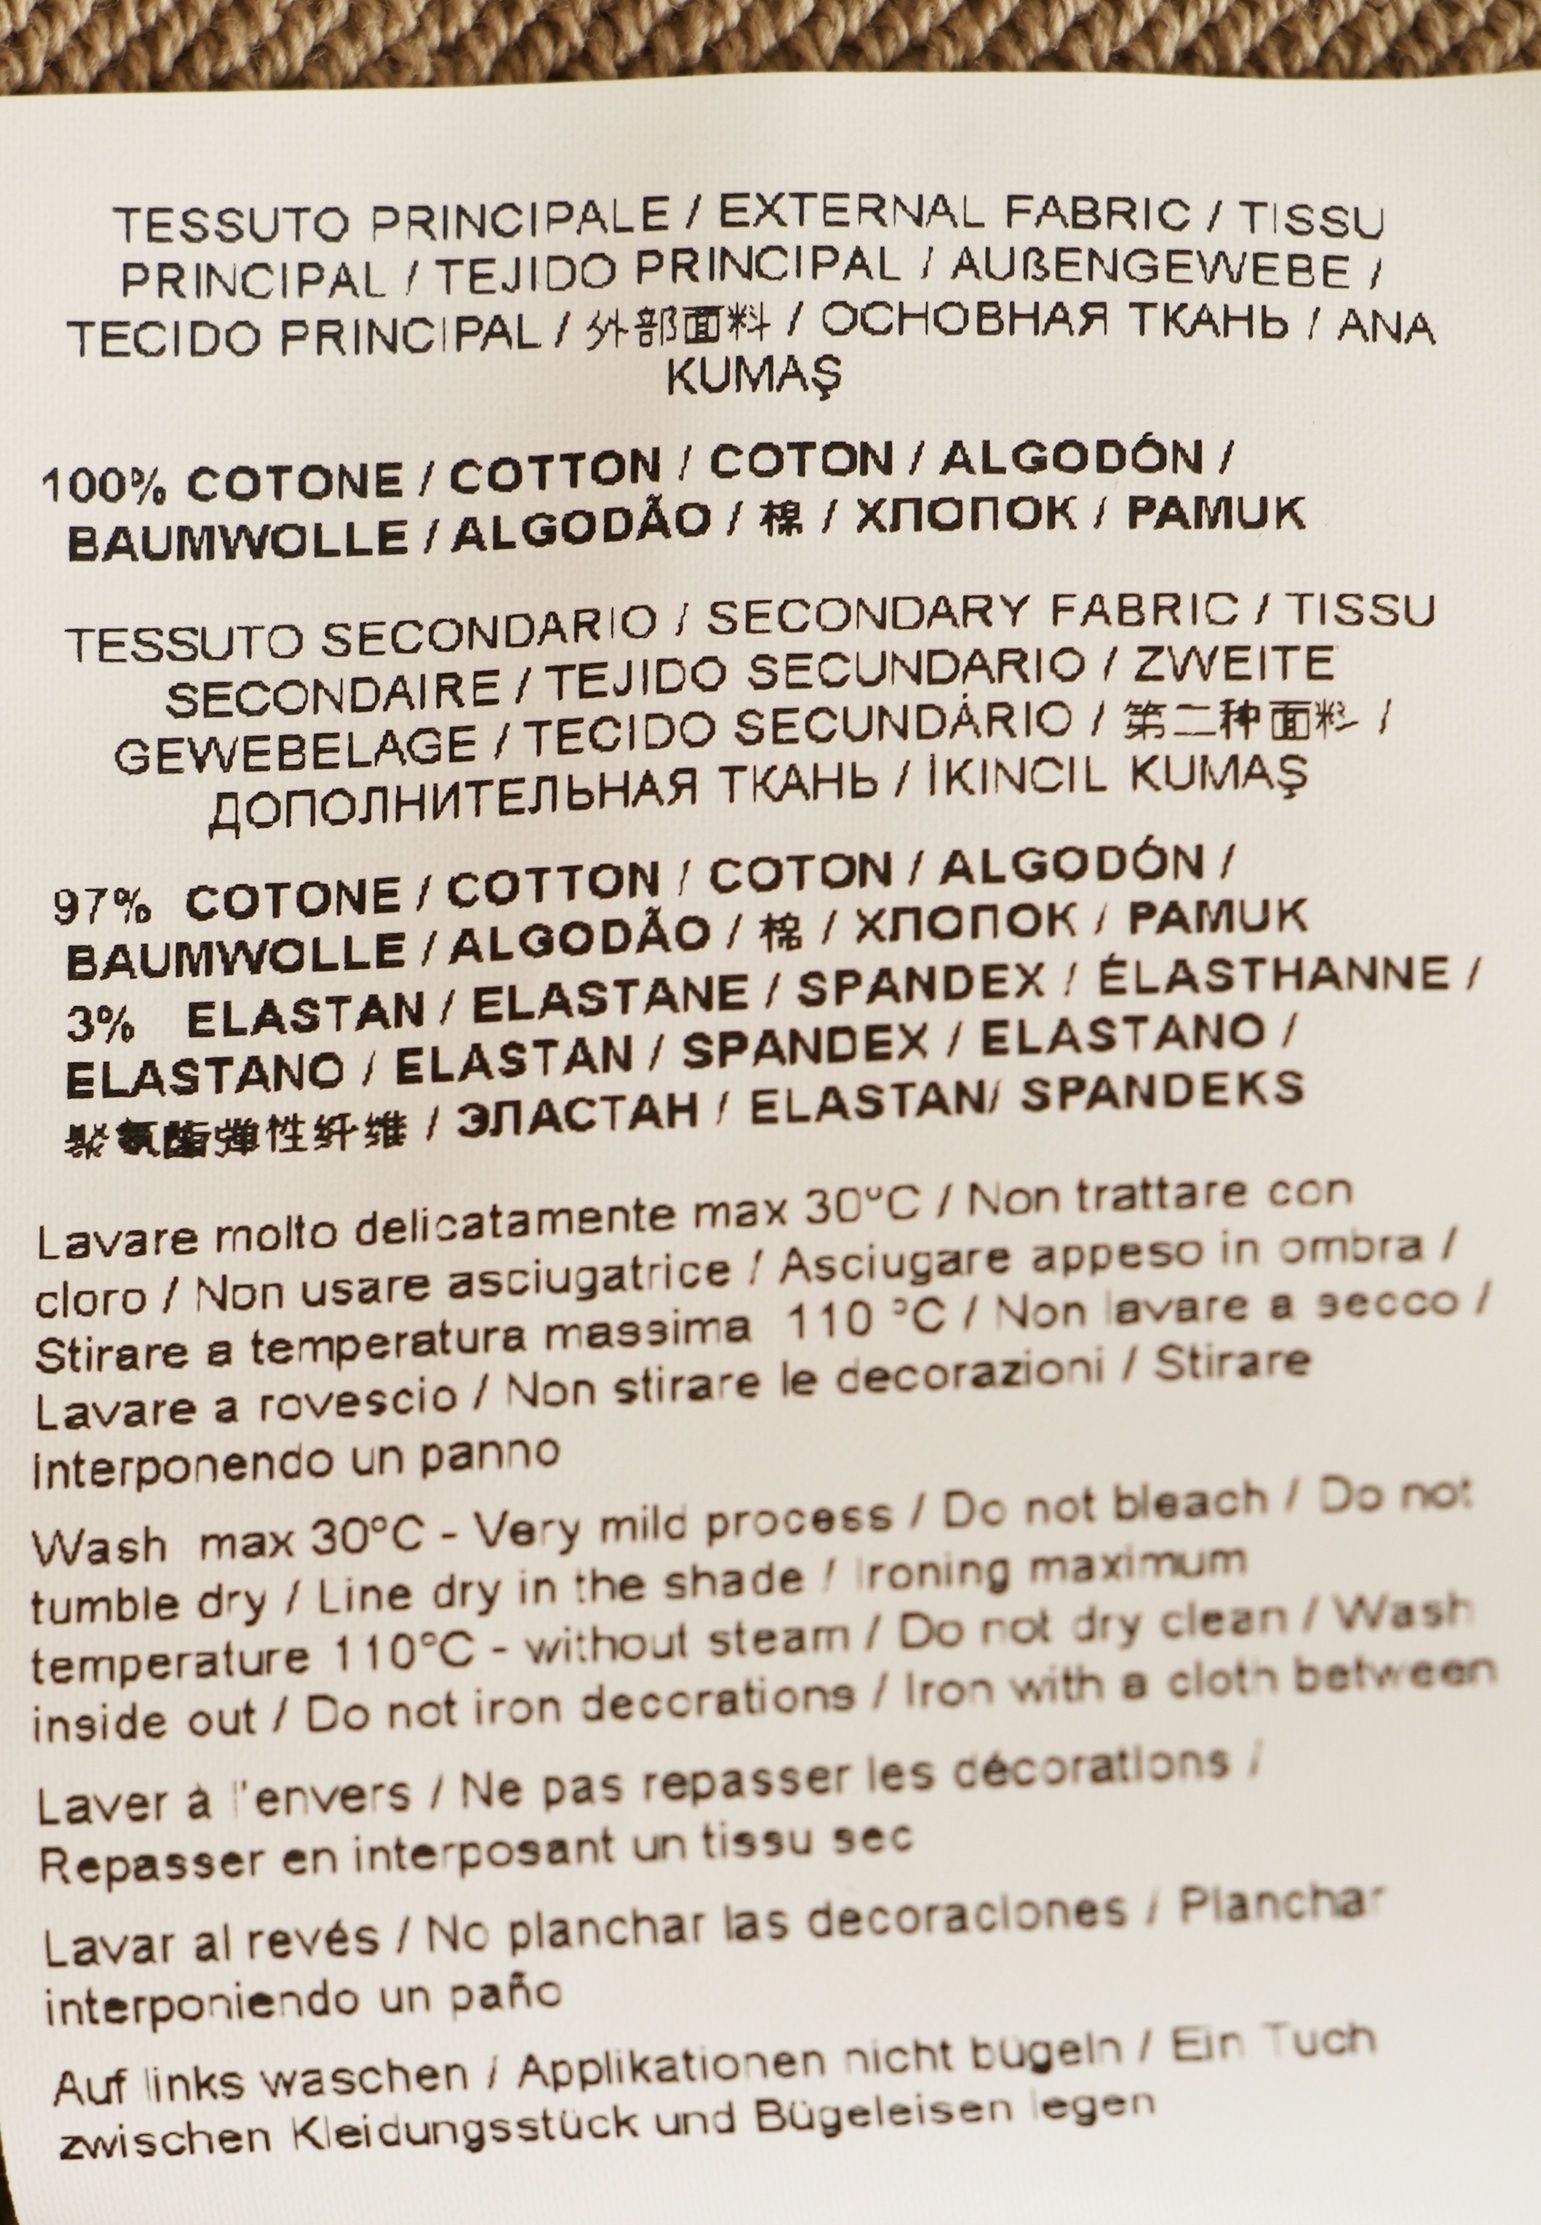 TESSUTO PRINCIPALE / EXTERNAL FABRIC / TISSU
PRINCIPAL / TEJIDO PRINCIPAL / AUßENGEWEBE /
TECIDO PRINCIPAL / 外部面料 / ОСНОВНАЯ ТКАНЬ / ANA
KUMAŞ
100% COTONE / COTTON / COTON / ALGODÓN /
BAUMWOLLE / ALGODÃO / 棉 / ХЛОПОК / PAMUK
TESSUTO SECONDARIO / SECONDARY FABRIC / TISSU
SECONDAIRE / TEJIDO SECUNDARIO / ZWEITE
GEWEBELAGE / TECIDO SECUNDÁRIO / 第二种面料 /
ДОПОЛНИТЕЛЬНАЯ ТКАНЬ / İKINCIL KUMAŞ
97% COTONE / COTTON / COTON / ALGODÓN /
BAUMWOLLE / ALGODÃO / 棉 / ХЛОПОК / PAMUK
3% ELASTAN / ELASTANE / SPANDEX / ÉLASTHANNE /
ELASTANO / ELASTAN / SPANDEX / ELASTANO /
聚氨酯弹性纤维 / ЭЛАСТАН / ELASTAN/ SPANDEKS
Lavare molto delicatamente max 30°C / Non trattare con
cloro / Non usare asciugatrice / Asciugare appeso in ombra /
Stirare a temperatura massima 110 °C / Non lavare a secco /
Lavare a rovescio / Non stirare le decorazioni / Stirare
interponendo un panno
Wash max 30°C - Very mild process / Do not bleach / Do not
tumble dry / Line dry in the shade / Ironing maximum
temperature 110°C - without steam / Do not dry clean / Wash
inside out / Do not iron decorations / Iron with a cloth between
Laver à l'envers / Ne pas repasser les décorations /
Repasser en interposant un tissu sec
Lavar al revés / No planchar las decoraciones / Planchar
interponiendo un paño
Auf links waschen / Applikationen nicht bügeln / Ein Tuch
zwischen Kleidungsstück und Bügeleisen legen